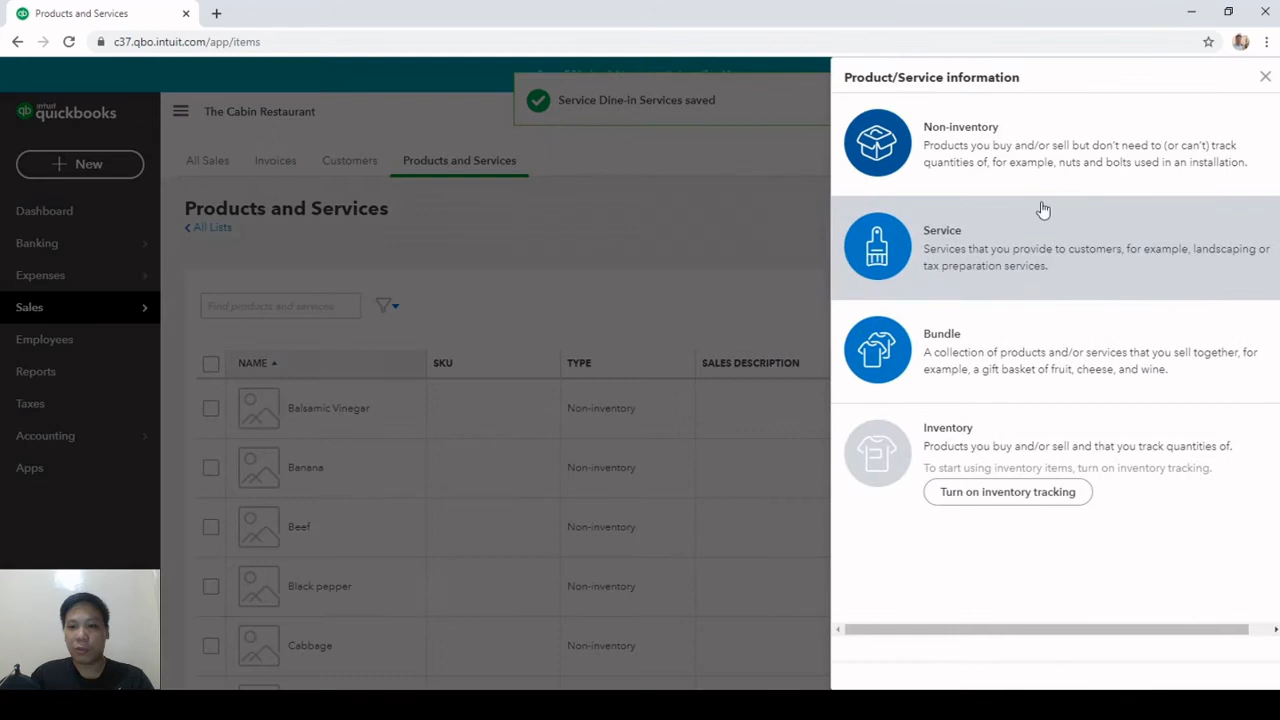 Products and Services
c37.qbo.intuit.com/app/items
qb
intuit
quickbooks
New
Dashboard
Banking
Expenses
Sales
Employees
Reports
Taxes
Accounting
Apps
The Cabin Restaurant
Service Dine-in Services saved
All Sales
Invoices
Customers
Products and Services
Products and Services
All Lists
Find products and services
NAME SKU TYPE SALES DESCRIPTION
Balsamic Vinegar Non-inventory
Banana Non-inventory
Beef Non-inventory
Black pepper Non-inventory
Cabbage Non-inventory
Product/Service information
Non-inventory
Products you buy and/or sell but don't need to (or can't) track
quantities of, for example, nuts and bolts used in an installation.
Service
Services that you provide to customers, for example, landscaping or
tax preparation services.
Bundle
A collection of products and/or services that you sell together, for
example, a gift basket of fruit, cheese, and wine.
Inventory
Products you buy and/or sell and that you track quantities of.
To start using inventory items, turn on inventory tracking.
Turn on inventory tracking